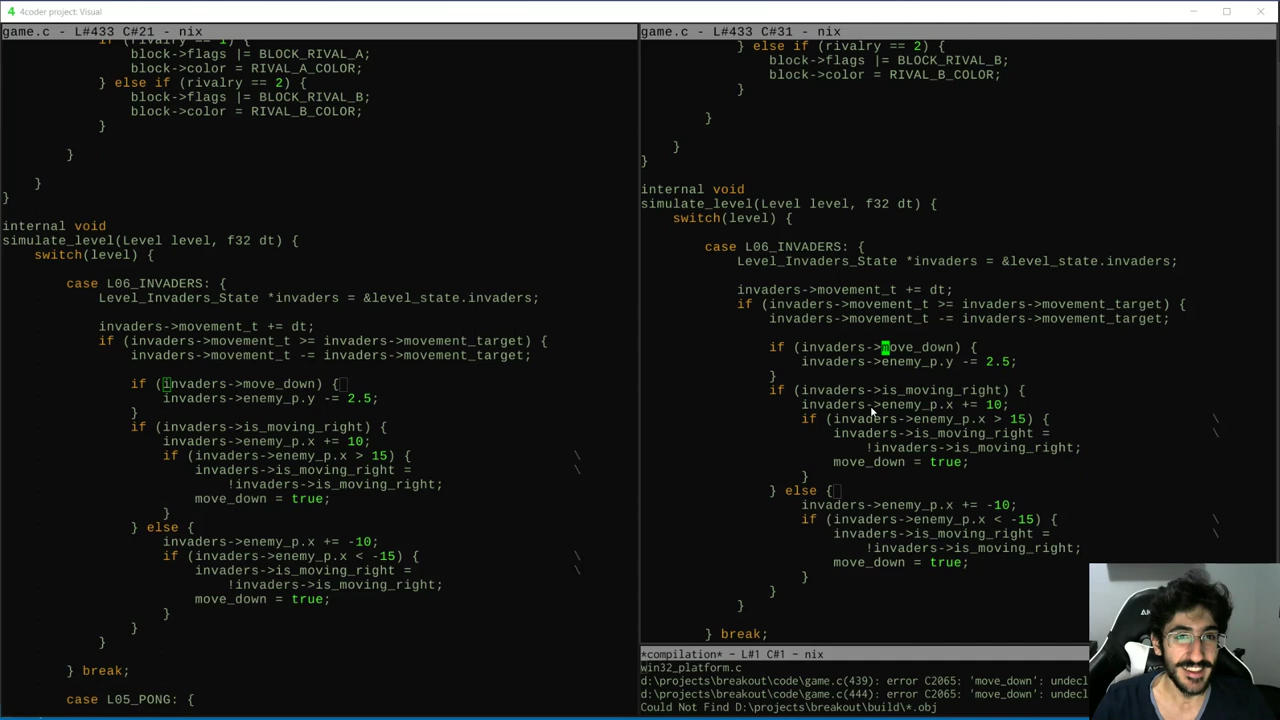 4 4coder project: Visual
game.c - L#433 C#21 - nix
block->flags |= BLOCK_RIVAL_A;
block->color = RIVAL_A_COLOR;
} else if (rivalry == 2) {
block->flags |= BLOCK_RIVAL_B;
block->color = RIVAL_B_COLOR;
}
}
}
}
internal void
simulate_level(Level level, f32 dt) {
switch(level) {
case L06_INVADERS: {
Level_Invaders_State *invaders = &level_state.invaders;
invaders->movement_t += dt;
if (invaders->movement_t >= invaders->movement_target) {
invaders->movement_t -= invaders->movement_target;
if (invaders->move_down) {
invaders->enemy_p.y -= 2.5;
}
if (invaders->is_moving_right) {
invaders->enemy_p.x += 10;
if (invaders->enemy_p.x > 15) { \
invaders->is_moving_right = \
!invaders->is_moving_right;
move_down = true;
}
} else {
invaders->enemy_p.x += -10;
if (invaders->enemy_p.x < -15) { \
invaders->is_moving_right = \
!invaders->is_moving_right;
move_down = true;
}
}
}
} break;
case L05_PONG: {
game.c - L#433 C#31 - nix
} else if (rivalry == 2) {
block->flags |= BLOCK_RIVAL_B;
block->color = RIVAL_B_COLOR;
}
}
}
}
internal void
simulate_level(Level level, f32 dt) {
switch(level) {
case L06_INVADERS: {
Level_Invaders_State *invaders = &level_state.invaders;
invaders->movement_t += dt;
if (invaders->movement_t >= invaders->movement_target) {
invaders->movement_t -= invaders->movement_target;
if (invaders->move_down) {
invaders->enemy_p.y -= 2.5;
}
if (invaders->is_moving_right) {
invaders->enemy_p.x += 10;
if (invaders->enemy_p.x > 15) { \
invaders->is_moving_right = \
!invaders->is_moving_right;
move_down = true;
}
} else {
invaders->enemy_p.x += -10;
if (invaders->enemy_p.x < -15) { \
invaders->is_moving_right = \
!invaders->is_moving_right;
move_down = true;
}
}
}
} break;
*compilation* - L#1 C#1 - nix
win32_platform.c
d:\projects\breakout\code\game.c(439): error C2065: 'move_down': undecl
d:\projects\breakout\code\game.c(444): error C2065: 'move_down': undecl
Could Not Find D:\projects\breakout\build\*.obj